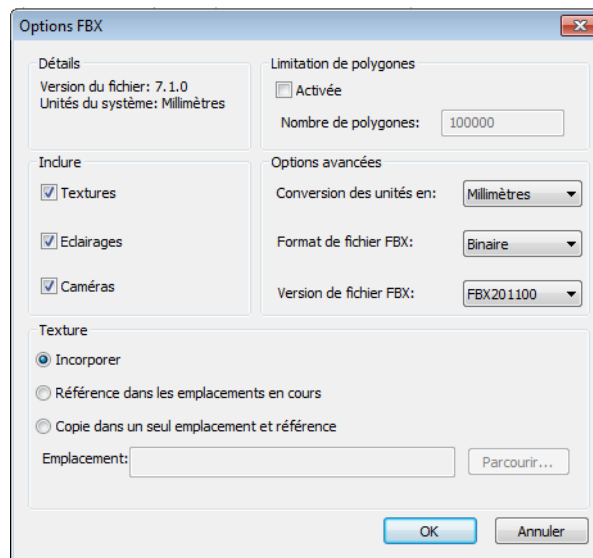 Options FBX
Détails
Version du fichier: 7.1.0
Unités du système: Millimètres
Limitation de polygones
Activée
Nombre de polygones: 100000
Inclure
Textures
Eclairages
Caméras
Options avancées
Conversion des unités en: Millimètres
Format de fichier FBX: Binaire
Version de fichier FBX: FBX201100
Texture
Incorporer
Référence dans les emplacements en cours
Copie dans un seul emplacement et référence
Emplacement: Parcourir...
OK Annuler